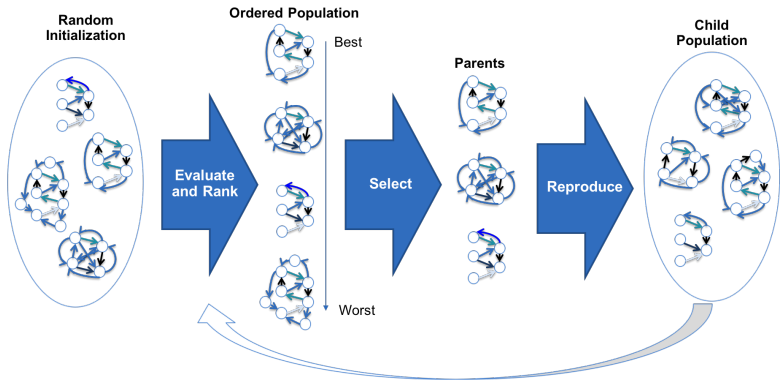 Random
Initialization
Ordered Population
Best
Worst
Parents
Child
Population
Evaluate
and Rank
Select
Reproduce